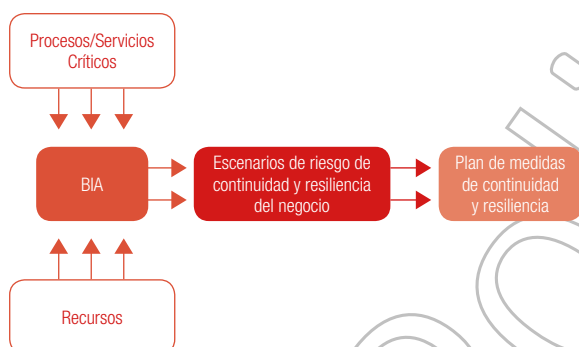 Procesos/Servicios
Críticos
BIA
Escenarios de riesgo de
continuidad y resiliencia
del negocio
Plan de medidas
de continuidad
y resiliencia
Recursos